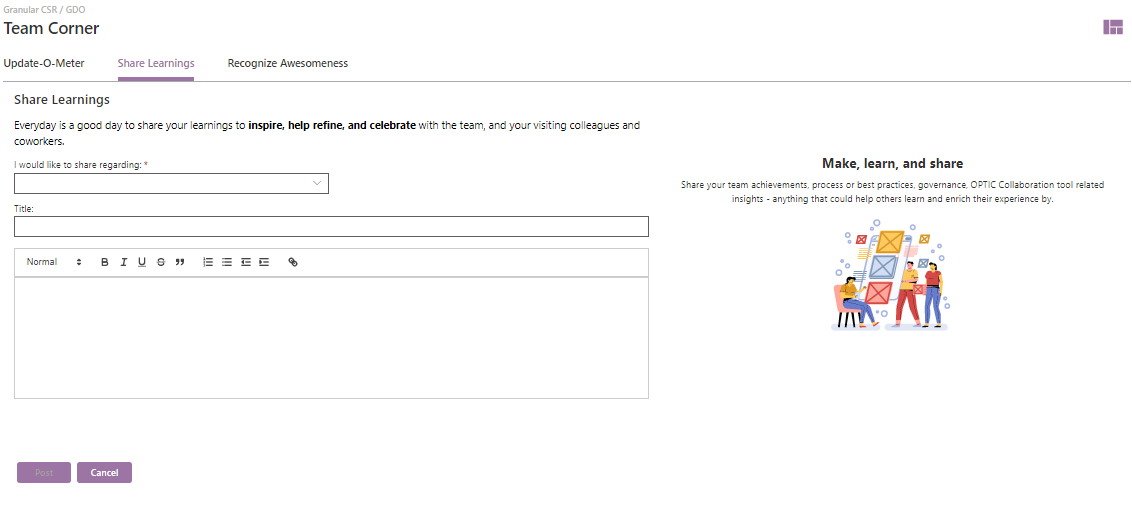 Granular CSR / GDO
Team Corner
Update-O-Meter
Share Learnings
Recognize Awesomeness
Share Learnings
Everyday is a good day to share your learnings to inspire, help refine, and celebrate with the team, and your visiting colleagues and
coworkers.
I would like to share regarding: *
Title:
Normal
B I U S
Make, learn, and share
Share your team achievements, process or best practices, governance, OPTIC Collaboration tool related
insights - anything that could help others learn and enrich their experience by.
Post
Cancel